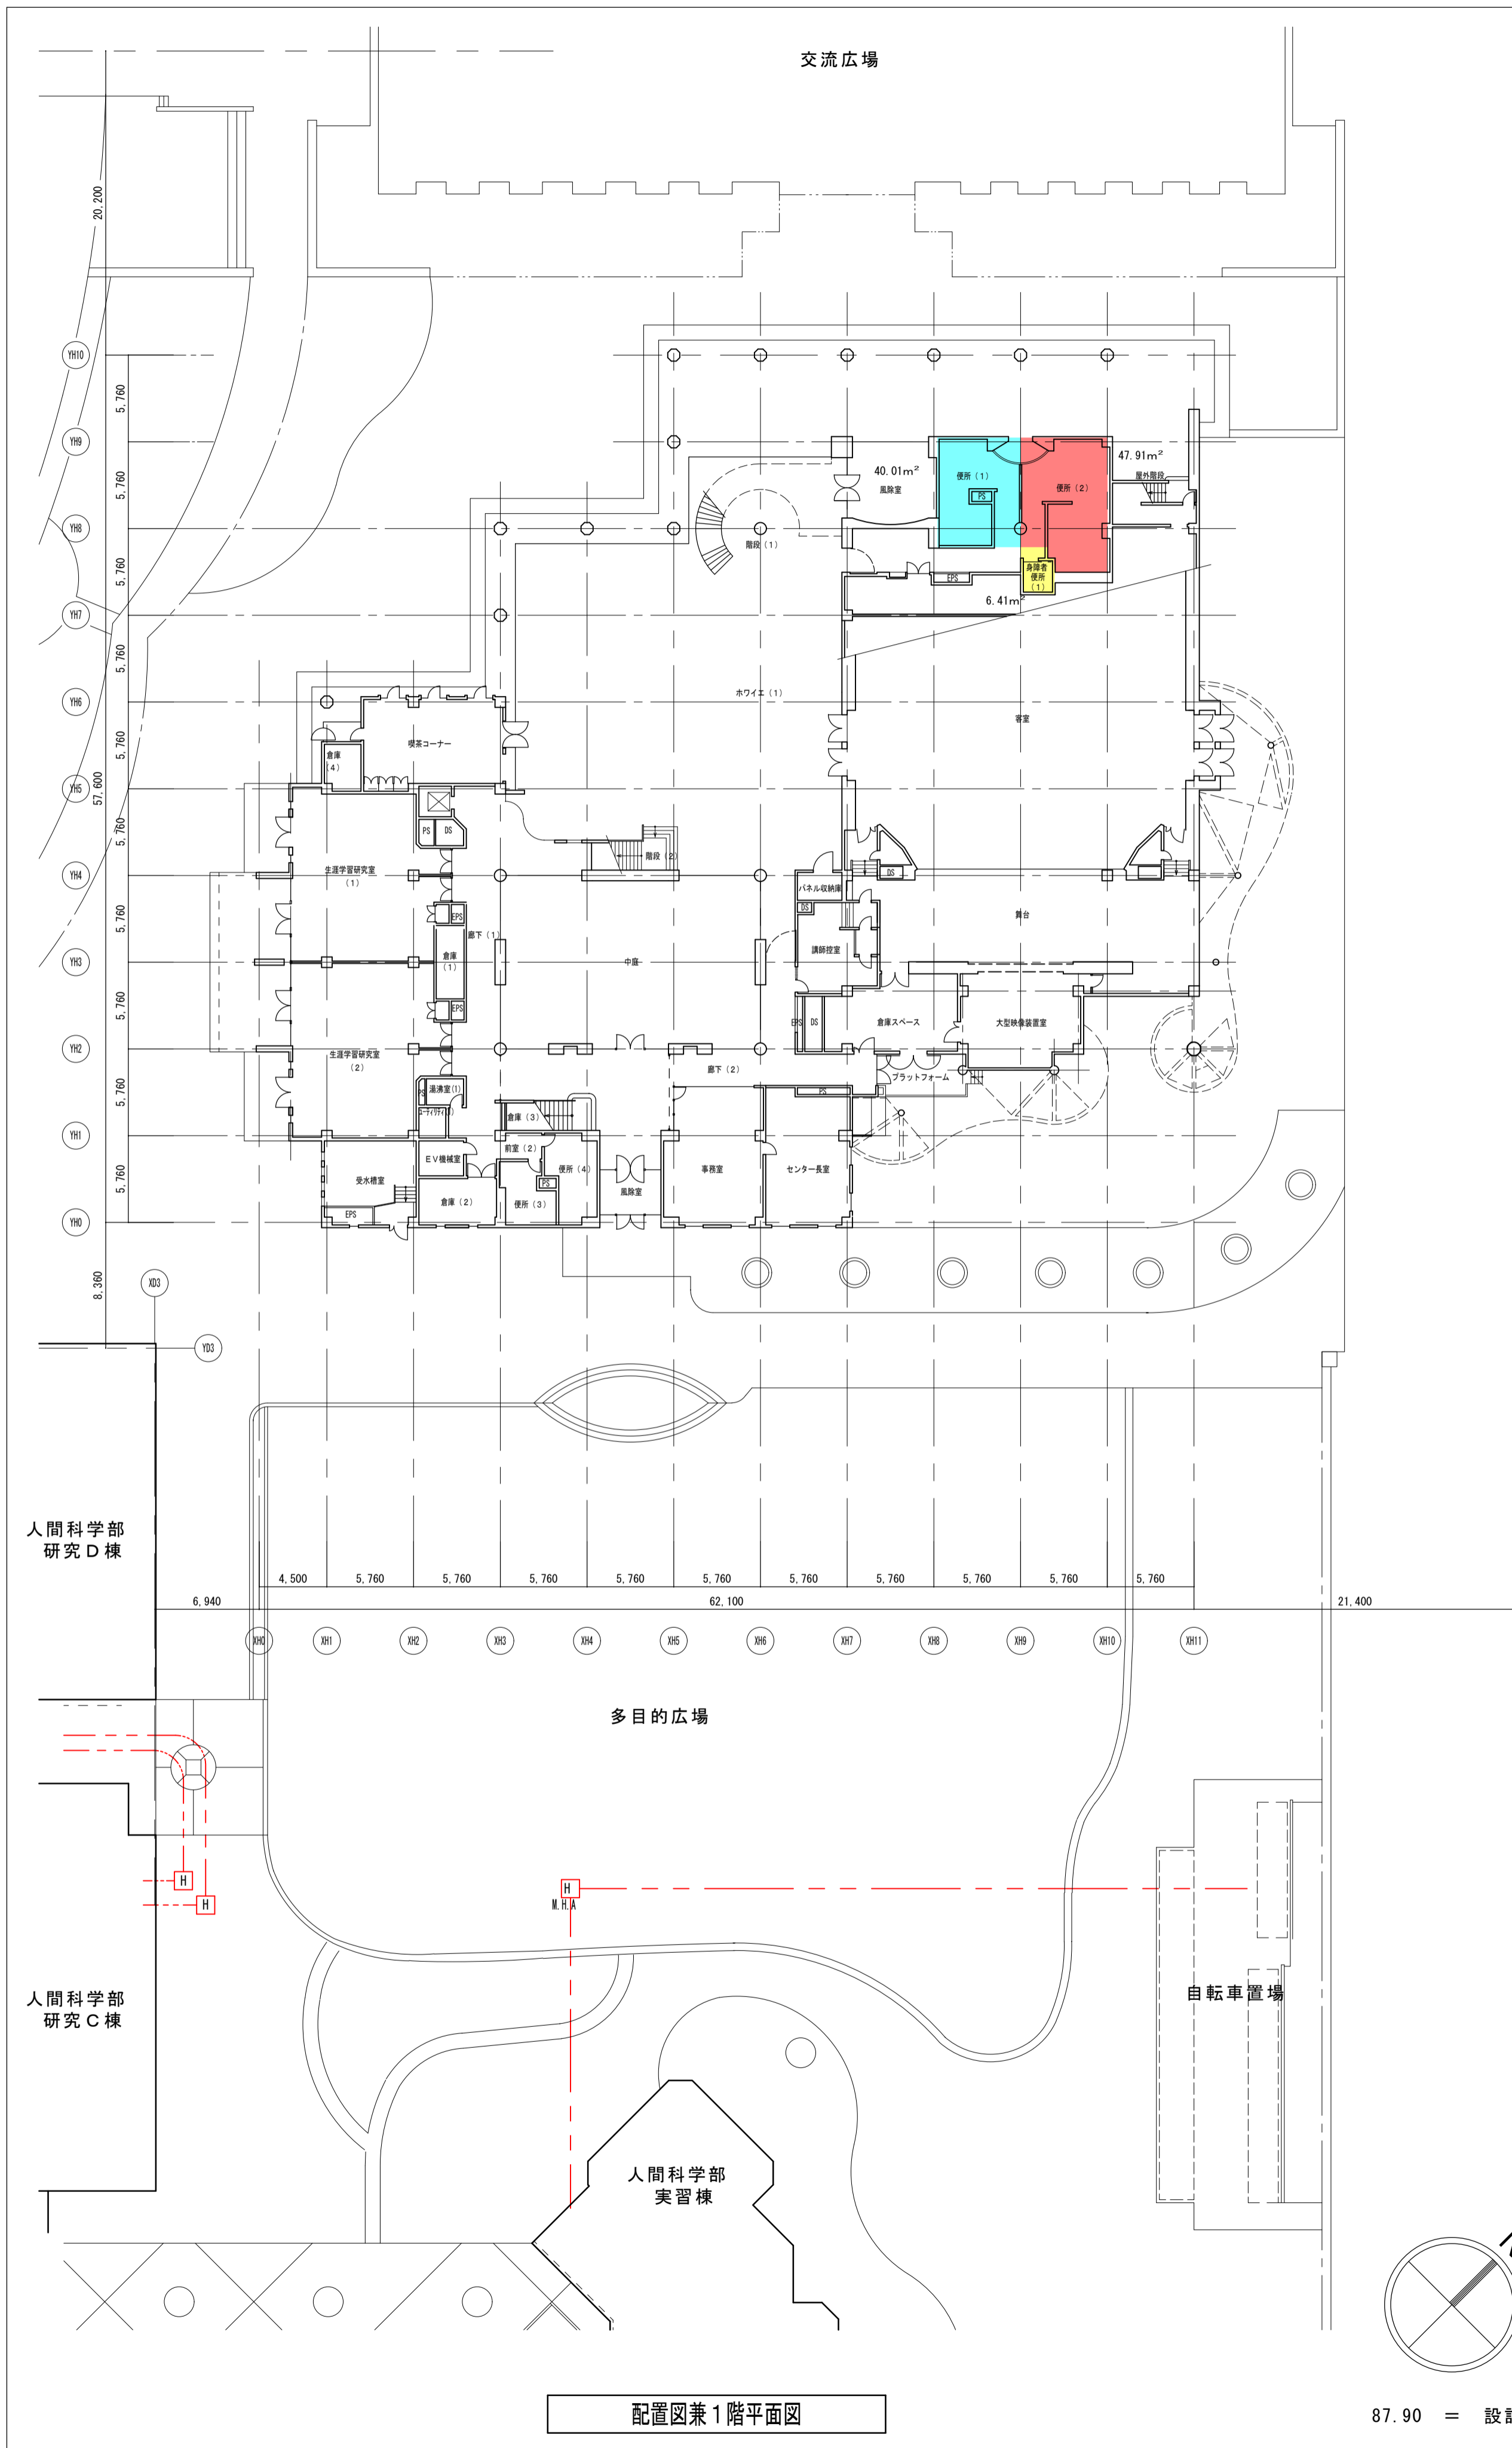 交流広場
20.200
YH10
5,760
YH9
5,760
YH8
5,760
YH7
5,760
YH6
5,760
YH5
57.600
5,760
YH4
5,760
YH3
5,760
YH2
5,760
YH1
5,760
YH0
8.360
XD3
YD3
40.01m²
風除室
便所（1）
PS
便所（2）
47.91m²
屋外階段
階段（1）
EPS
身障者
便所
（1）
6.41m²
ホワイエ（1）
客室
喫茶コーナー
倉庫
（4）
PS
DS
生涯学習研究室
（1）
階段（2）
パネル収納庫
DS
DS
EPS
廊下（1）
倉庫
（1）
EPS
中庭
講師控室
舞台
EPS
DS
倉庫スペース
大型映像装置室
生涯学習研究室
（2）
廊下（2）
プラットフォーム
PS
湯沸室(1)
PS
倉庫（3）
前室（2）
ＥＶ機械室
便所（4）
受水槽室
EPS
倉庫（2）
便所（3）
PS
風除室
事務室
センター長室
人間科学部
研究Ｄ棟
4,500
5,760
5,760
5,760
5,760
5,760
5,760
5,760
5,760
5,760
5,760
6,940
62,100
21,400
XH0
XH1
XH2
XH3
XH4
XH5
XH6
XH7
XH8
XH9
XH10
XH11
多目的広場
H
H
H
M.H.A
人間科学部
研究Ｃ棟
自転車置場
人間科学部
実習棟
配置図兼１階平面図
87.90 ＝ 設